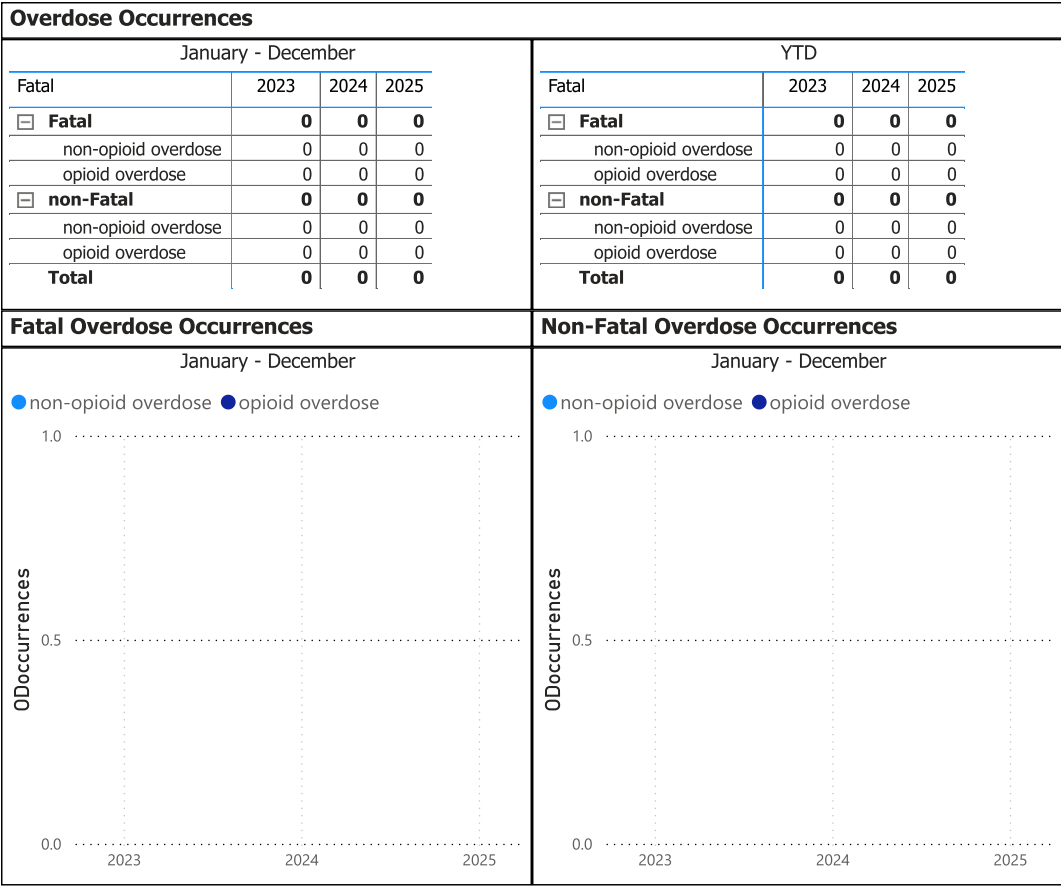 Overdose Occurrences
January - December
Fatal 2023 2024 2025
Fatal 0 0 0
non-opioid overdose 0 0 0
opioid overdose 0 0 0
non-Fatal 0 0 0
non-opioid overdose 0 0 0
opioid overdose 0 0 0
Total 0 0 0
YTD
Fatal 2023 2024 2025
Fatal 0 0 0
non-opioid overdose 0 0 0
opioid overdose 0 0 0
non-Fatal 0 0 0
non-opioid overdose 0 0 0
opioid overdose 0 0 0
Total 0 0 0
Fatal Overdose Occurrences
January - December
non-opioid overdose opioid overdose
ODoccurrences
1.0
0.5
0.0
2023 2024 2025
Non-Fatal Overdose Occurrences
January - December
non-opioid overdose opioid overdose
ODoccurrences
1.0
0.5
0.0
2023 2024 2025